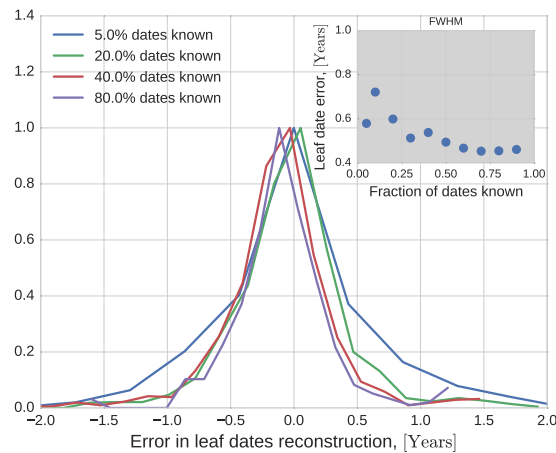 1.4
1.2
1.0
0.8
0.6
0.4
0.2
0.0
5.0% dates known
20.0% dates known
40.0% dates known
80.0% dates known
FWHM
Leaf date error, [Years]
1.0
0.8
0.6
0.4
0.00 0.25 0.50 0.75 1.00
Fraction of dates known
−2.0 −1.5 −1.0 −0.5 0.0 0.5 1.0 1.5 2.0
Error in leaf dates reconstruction, [Years]